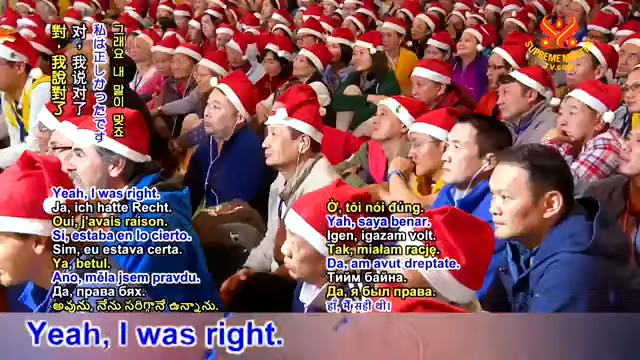 對，我說對了
对，我说对了
私は正しかったです
그래요 내 말이 맞죠
SUPREME MASTER
TV.com
Yeah, I was right.
Ja, ich hatte Recht.
Oui, j'avais raison.
Sí, estaba en lo cierto.
Sim, eu estava certa.
Ya, betul.
Ano, měla jsem pravdu.
Да, права бях.
అవును, నేను సరిగ్గానే ఉన్నాను.
Ờ, tôi nói đúng.
Yah, saya benar.
Igen, igazam volt.
Tak, miałam rację.
Da, am avut dreptate.
Тийм байна.
Да, я был права.
हाँ, मैं सही थी।
Yeah, I was right.